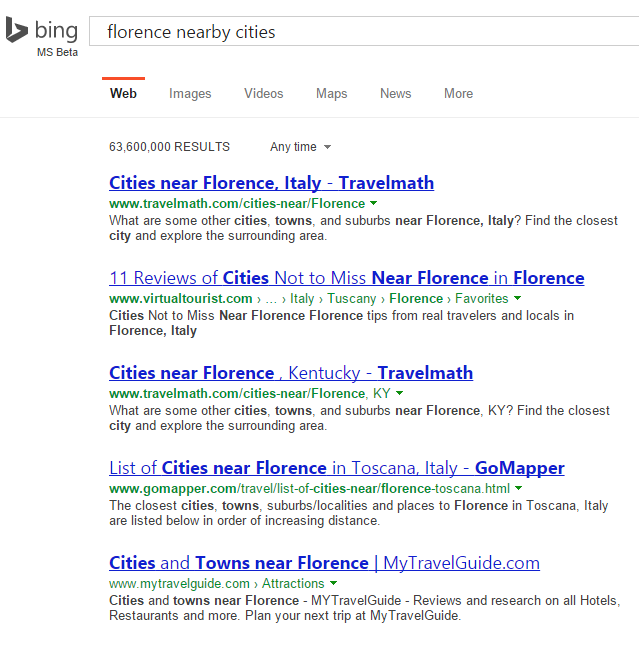 bing
MS Beta
florence nearby cities
Web Images Videos Maps News More
63,600,000 RESULTS Any time
Cities near Florence, Italy - Travelmath
www.travelmath.com/cities-near/Florence
What are some other cities, towns, and suburbs near Florence, Italy? Find the closest
city and explore the surrounding area.
11 Reviews of Cities Not to Miss Near Florence in Florence
www.virtualtourist.com › ... › Italy › Tuscany › Florence › Favorites
Cities Not to Miss Near Florence Florence tips from real travelers and locals in
Florence, Italy
Cities near Florence , Kentucky - Travelmath
www.travelmath.com/cities-near/Florence, KY
What are some other cities, towns, and suburbs near Florence, KY? Find the closest
city and explore the surrounding area.
List of Cities near Florence in Toscana, Italy - GoMapper
www.gomapper.com/travel/list-of-cities-near/florence-toscana.html
The closest cities, towns, suburbs/localities and places to Florence in Toscana, Italy
are listed below in order of increasing distance.
Cities and Towns near Florence | MyTravelGuide.com
www.mytravelguide.com › Attractions
Cities and towns near Florence - MYTravelGuide - Reviews and research on all Hotels,
Restaurants and more. Plan your next trip at MyTravelGuide.